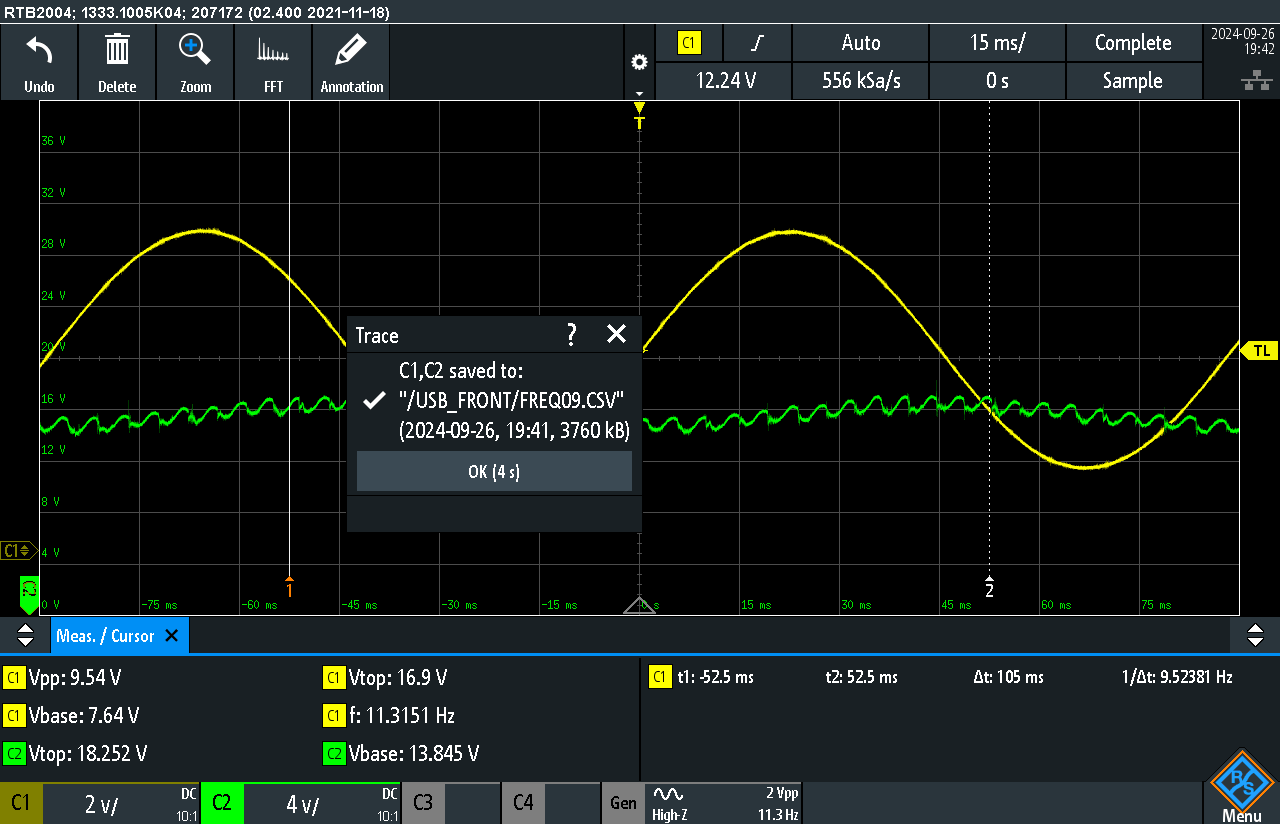 RTB2004; 1333.1005K04; 207172 (02.400 2021-11-18)
Undo
Delete
Zoom
FFT
Annotation
C1
Auto
15 ms/
Complete
12.24 V
556 kSa/s
0 s
Sample
2024-09-26
19:42
T
36 V
32 V
28 V
24 V
20 V
16 V
12 V
8 V
4 V
0 V
TL
C1
C2
Trace
?
C1,C2 saved to:
"/USB_FRONT/FREQ09.CSV"
(2024-09-26, 19:41, 3760 kB)
OK (4 s)
1
2
-75 ms
-60 ms
-45 ms
-30 ms
-15 ms
0 s
15 ms
30 ms
45 ms
60 ms
75 ms
Meas. / Cursor
C1 Vpp: 9.54 V
C1 Vtop: 16.9 V
C1 t1: -52.5 ms
t2: 52.5 ms
Δt: 105 ms
1/Δt: 9.52381 Hz
C1 Vbase: 7.64 V
C1 f: 11.3151 Hz
C2 Vtop: 18.252 V
C2 Vbase: 13.845 V
C1 2 V/ DC 10:1
C2 4 V/ DC 10:1
C3
C4
Gen
High-Z
2 Vpp
11.3 Hz
R&S
Menu